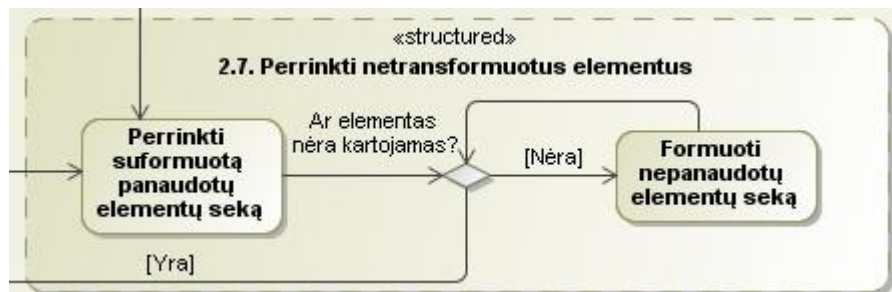 «structured»
2.7. Perrinkti netransformuotus elementus
Perrinkti
suformuotą
panaudotų
elementų seką
Ar elementas
nėra kartojamas?
[Nėra]
Formuoti
nepanaudotų
elementų seką
[Yra]